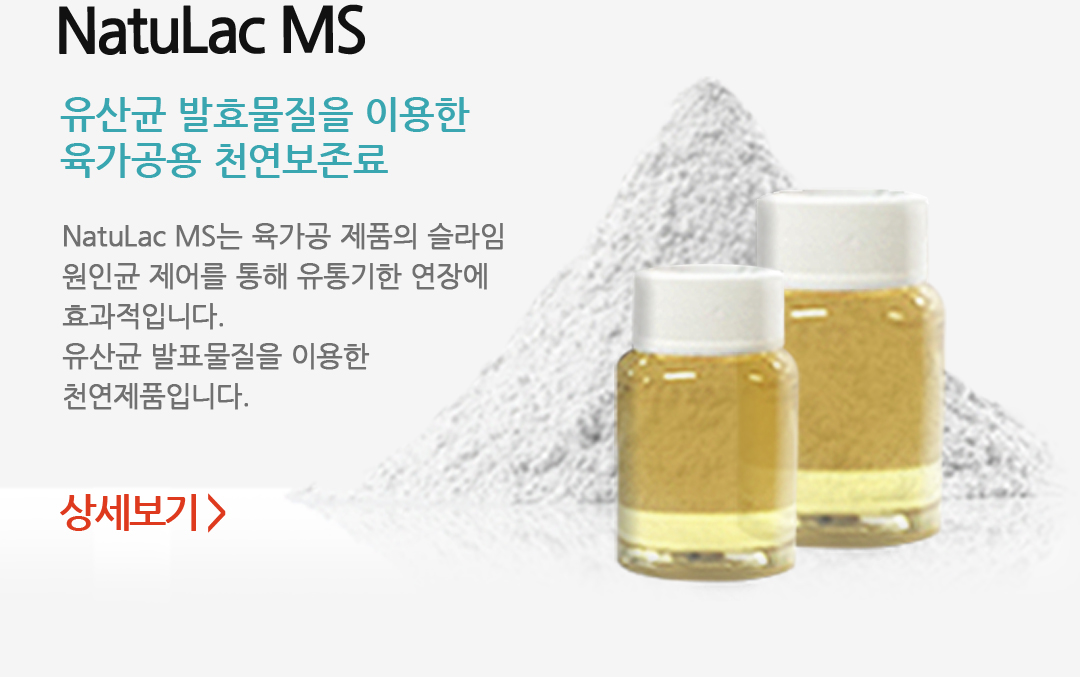 NatuLac MS
유산균 발효물질을 이용한
육가공용 천연보존료
NatuLac MS는 육가공 제품의 슬라임
원인균 제어를 통해 유통기한 연장에
효과적입니다.
유산균 발표물질을 이용한
천연제품입니다.
상세보기 >